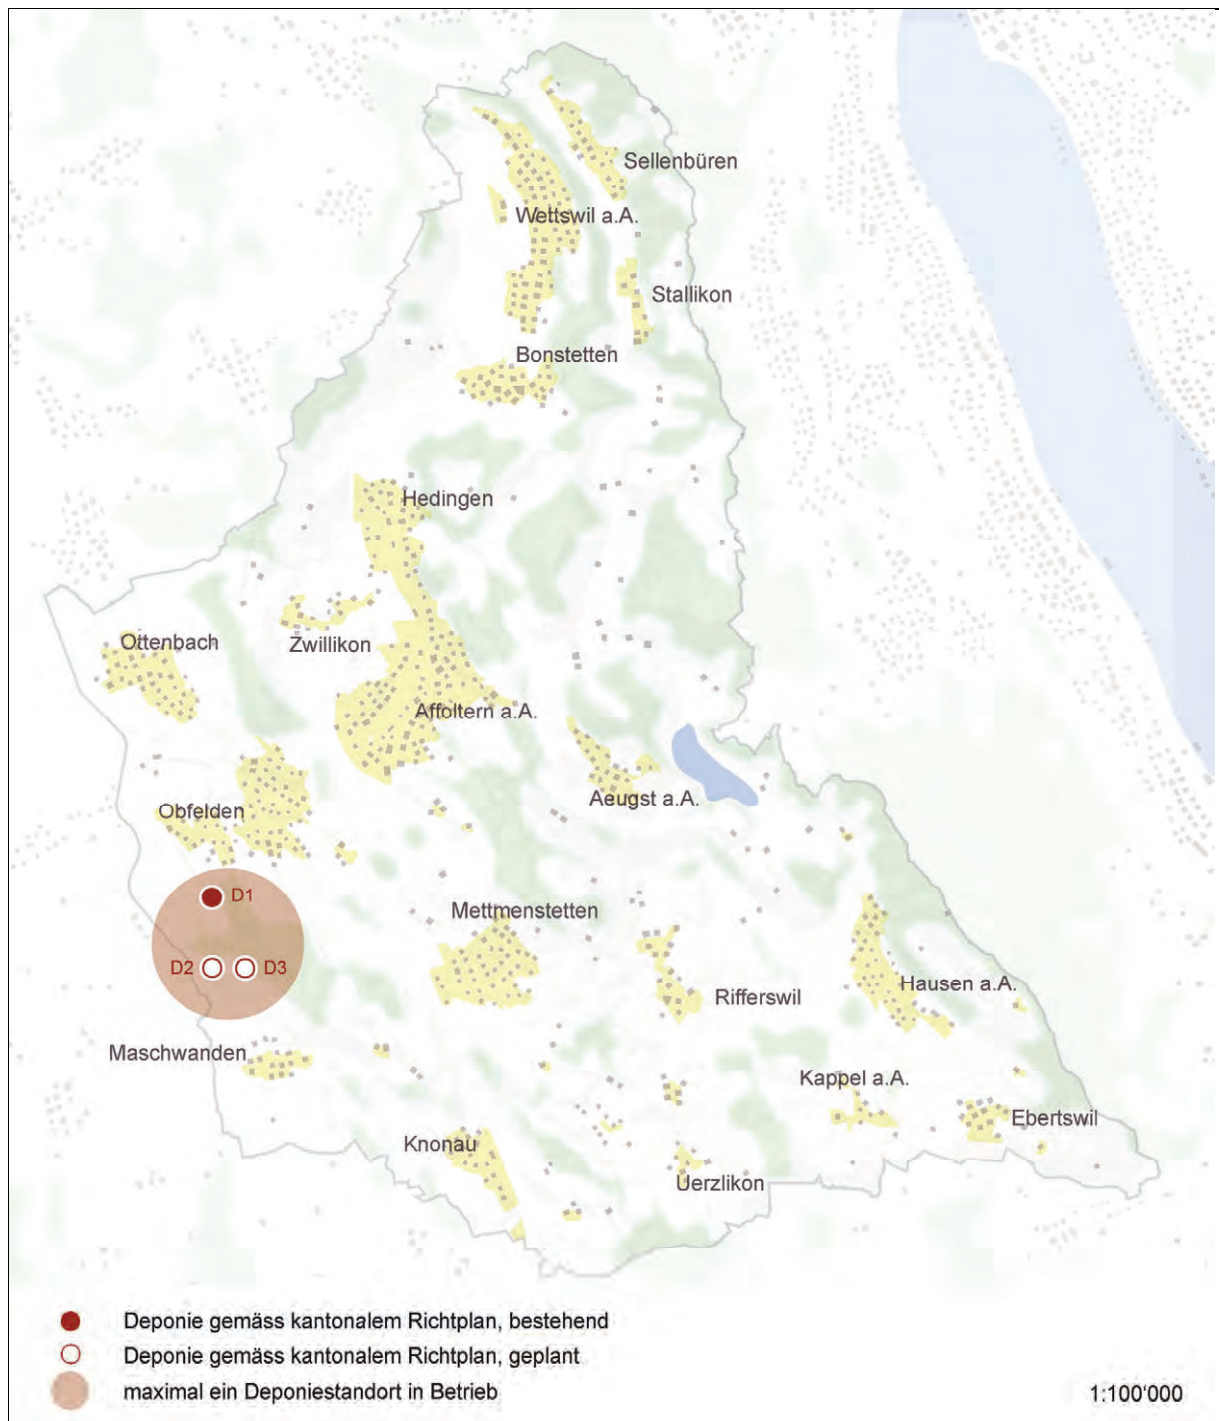 Sellenbüren
Wettswil a.A.
Stallikon
Bonstetten
Hedingen
Ottenbach
Zwillikon
Affoltern a.A.
Aeugst a.A.
Obfelden
D1
Mettmenstetten
D2
D3
Hausen a.A.
Rifferswil
Maschwanden
Kappel a.A.
Ebertswil
Knonau
Uerzlikon
Deponie gemäss kantonalem Richtplan, bestehend
Deponie gemäss kantonalem Richtplan, geplant
maximal ein Deponiestandort in Betrieb
1:100'000